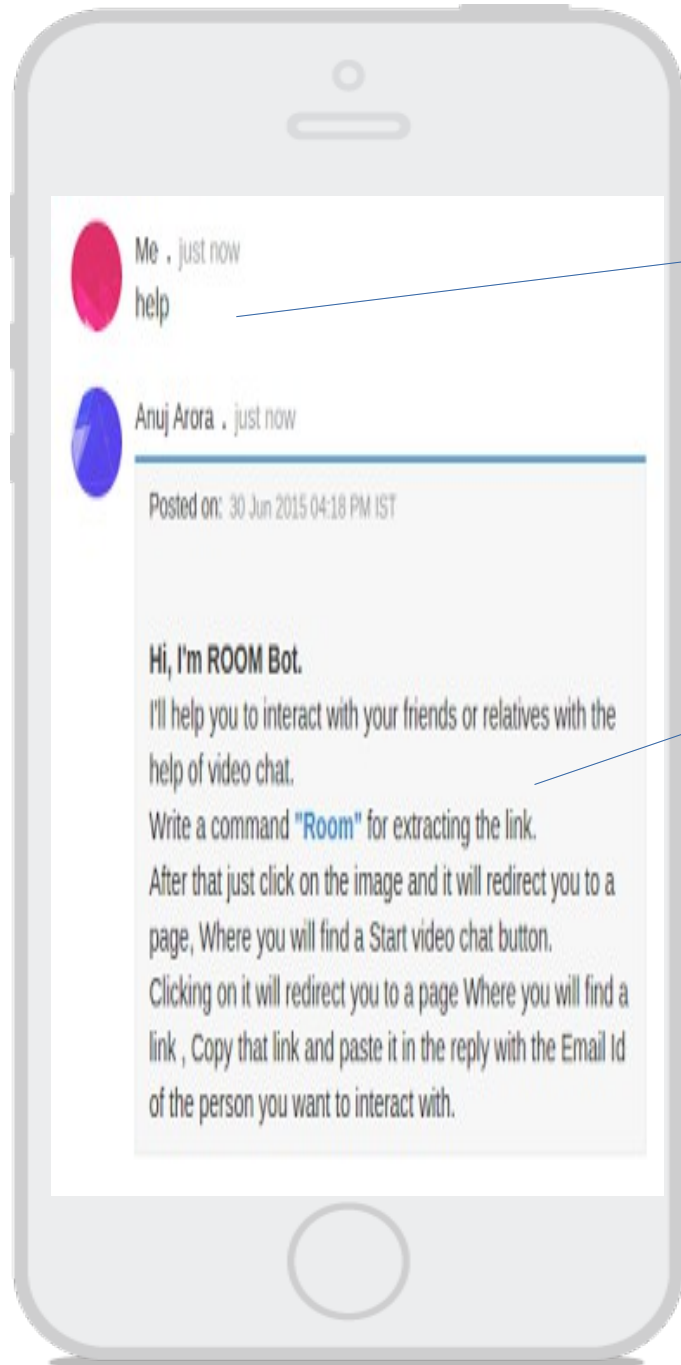 Me . just now
help
Anuj Arora . just now
Posted on: 30 Jun 2015 04:18 PM IST
Hi, I'm ROOM Bot.
I'll help you to interact with your friends or relatives with the
help of video chat.
Write a command "Room" for extracting the link.
After that just click on the image and it will redirect you to a
page, Where you will find a Start video chat button.
Clicking on it will redirect you to a page Where you will find a
link , Copy that link and paste it in the reply with the Email Id
of the person you want to interact with.